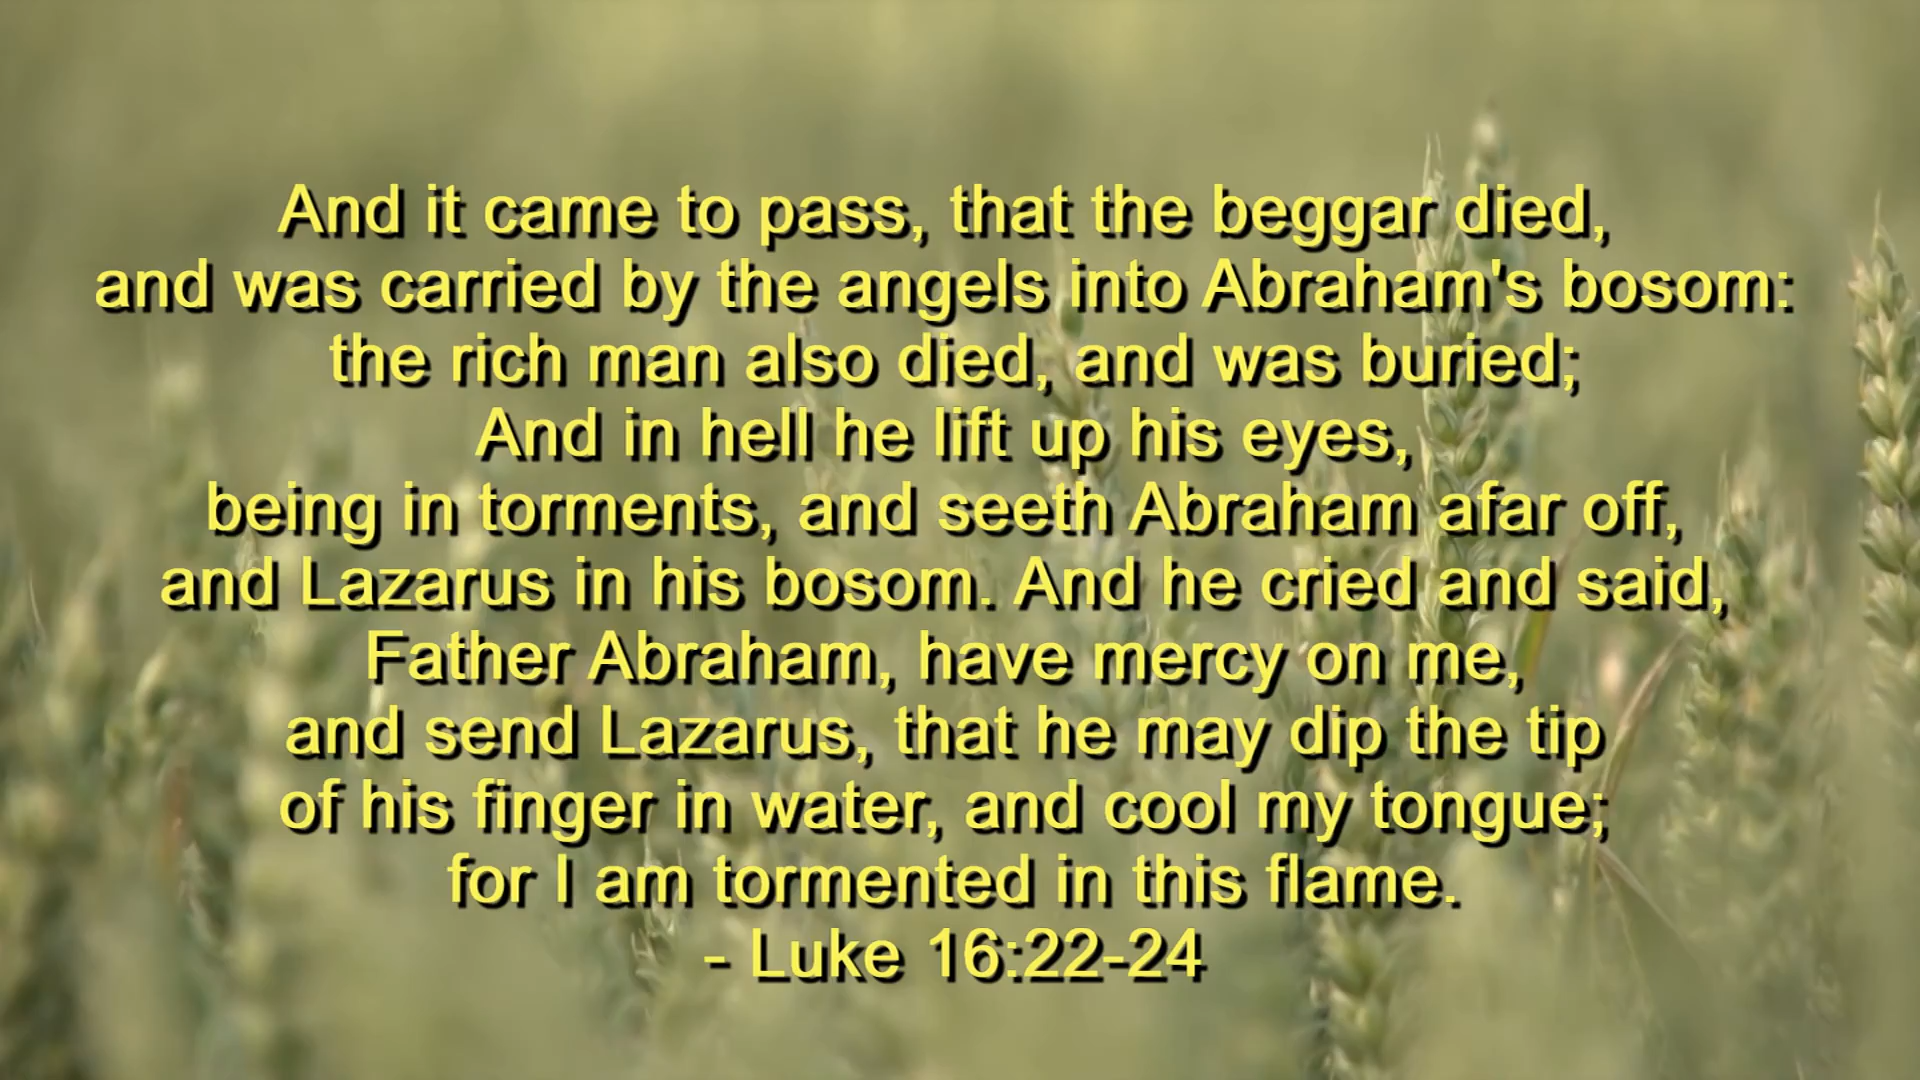 And it came to pass, that the beggar died,
and was carried by the angels into Abraham's bosom:
the rich man also died, and was buried;
And in hell he lift up his eyes,
being in torments, and seeth Abraham afar off,
and Lazarus in his bosom. And he cried and said,
Father Abraham, have mercy on me,
and send Lazarus, that he may dip the tip
of his finger in water, and cool my tongue;
for I am tormented in this flame.
- Luke 16:22-24